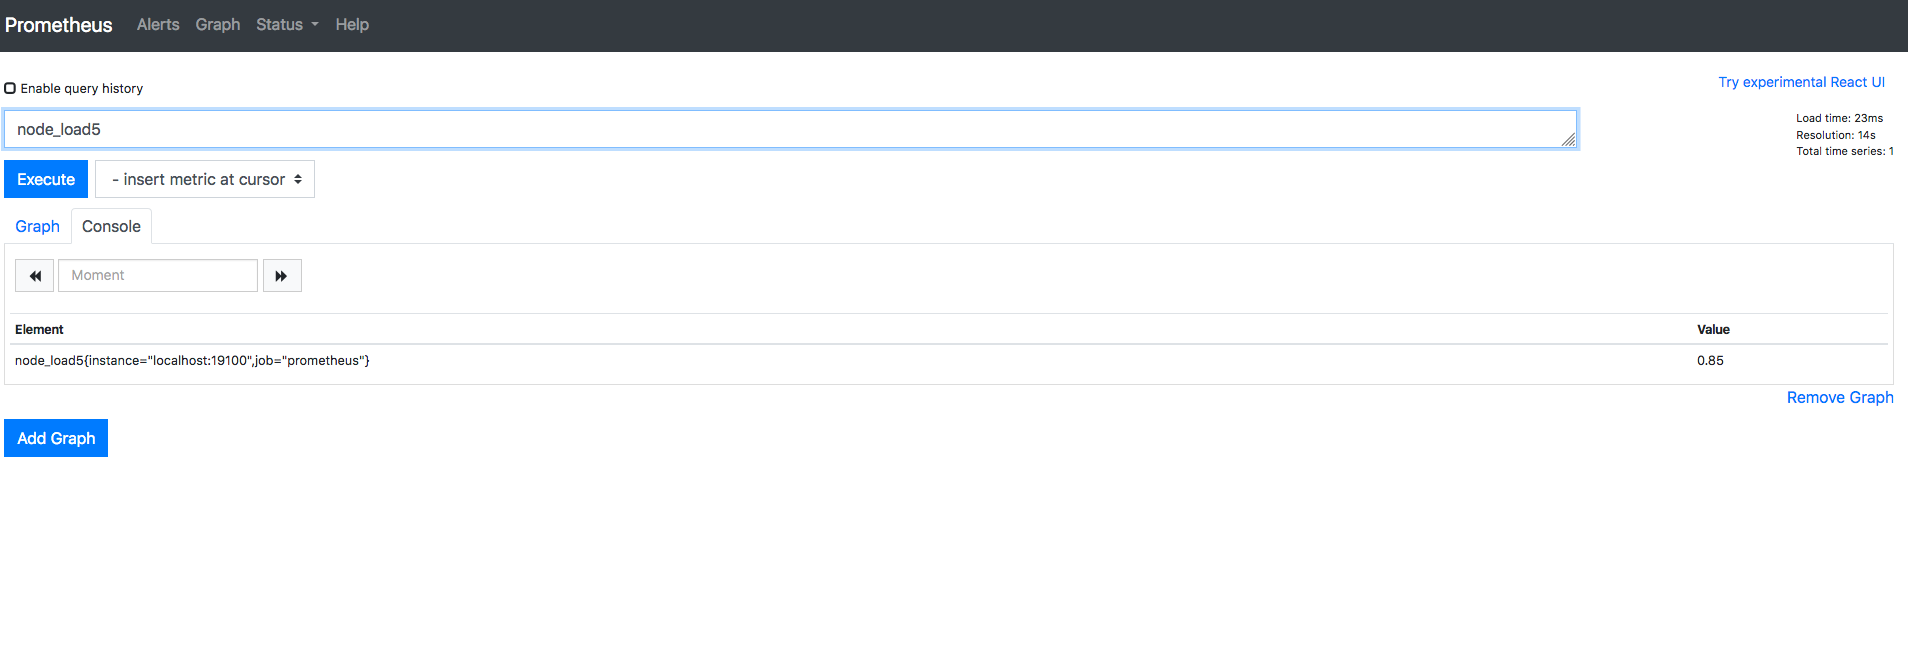 Prometheus Alerts Graph Status Help
Enable query history
Try experimental React UI
node_load5
Load time: 23ms
Resolution: 14s
Total time series: 1
Execute - insert metric at cursor
Graph Console
Moment
Element Value
node_load5{instance="localhost:19100",job="prometheus"} 0.85
Remove Graph
Add Graph